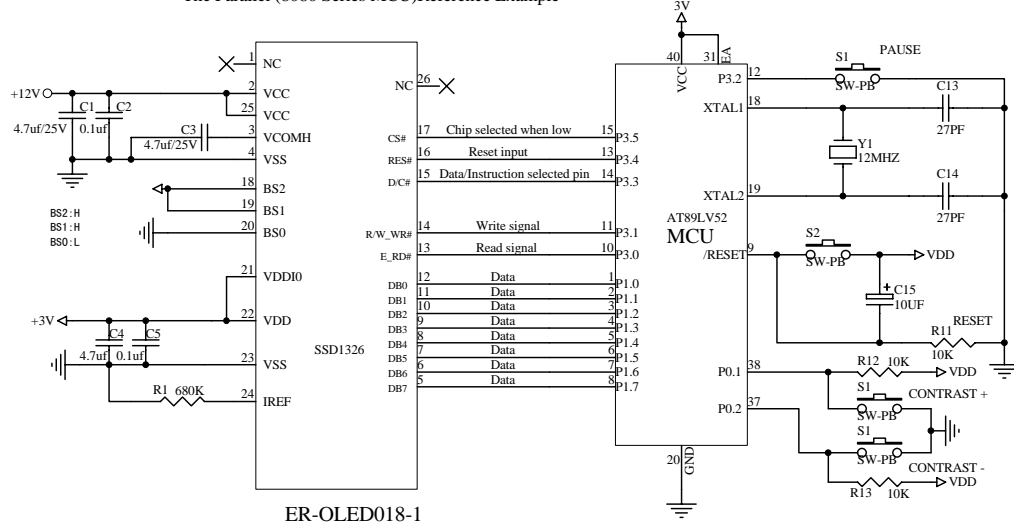 The Parallel (8080 Series MCU)Reference Example
3V
1
NC
26
NC
+12V
2
VCC
25
VCC
C1
C2
4.7uf/25V
0.1uf
C3
4.7uf/25V
3
VCOMH
4
VSS
18
BS2
19
BS1
20
BS0
BS2:H
BS1:H
BS0:L
21
VDDI0
+3V
22
VDD
C4
C5
4.7uf
0.1uf
23
VSS
R1
680K
24
IREF
SSD1326
CS#
17
Chip selected when low
15
P3.5
RES#
16
Reset input
13
P3.4
D/C#
15
Data/Instruction selected pin
14
P3.3
R/W_WR#
14
Write signal
11
P3.1
E_RD#
13
Read signal
10
P3.0
DB0
12
Data
1
P1.0
DB1
11
Data
2
P1.1
DB2
10
Data
3
P1.2
DB3
9
Data
4
P1.3
DB4
8
Data
5
P1.4
DB5
7
Data
6
P1.5
DB6
6
Data
7
P1.6
DB7
5
Data
8
P1.7
ER-OLED018-1
40
VCC
31
EA
AT89LV52
MCU
20
GND
P3.2
12
S1
SW-PB
PAUSE
XTAL1
18
C13
27PF
Y1
12MHZ
XTAL2
19
C14
27PF
/RESET
9
S2
SW-PB
VDD
C15
10UF
R11
10K
RESET
P0.1
38
R12
10K
VDD
S1
SW-PB
CONTRAST +
P0.2
37
S1
SW-PB
CONTRAST -
R13
10K
VDD